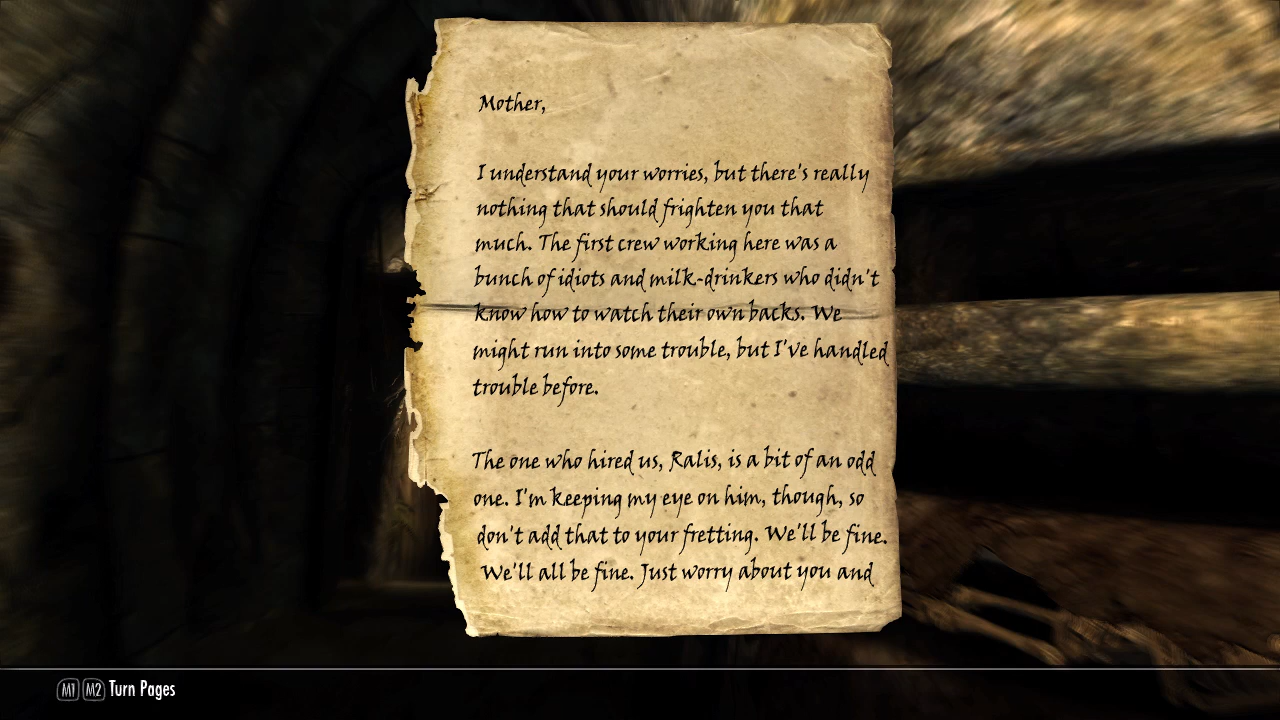 Mother,
I understand your worries, but there's really
nothing that should frighten you that
much. The first crew working here was a
bunch of idiots and milk-drinkers who didn't
know how to watch their own backs. We
might run into some trouble, but I've handled
trouble before.
The one who hired us, Ralis, is a bit of an odd
one. I'm keeping my eye on him, though, so
don't add that to your fretting. We'll be fine.
We'll all be fine. Just worry about you and
M1 M2 Turn Pages